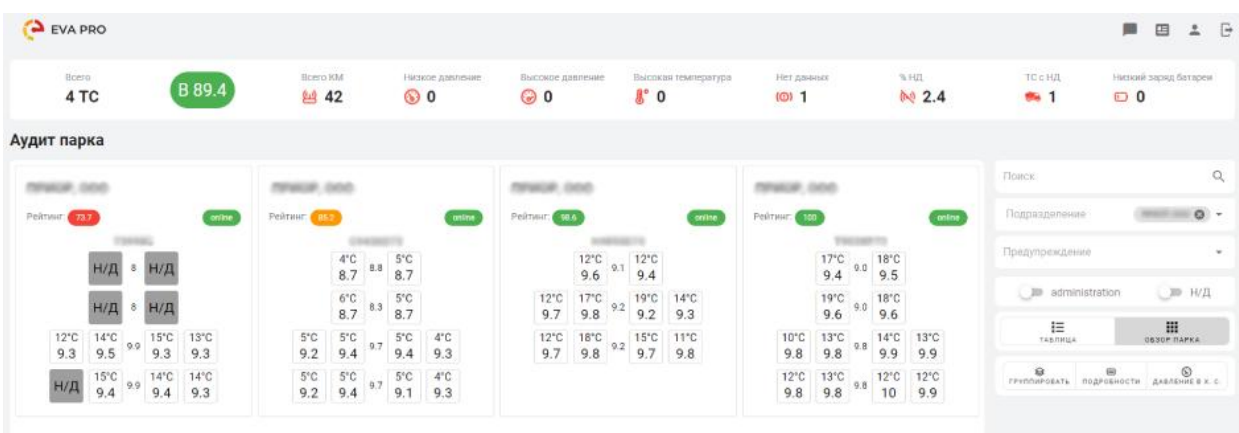 EVA PRO
Всего Всего КМ Низкое давление Высокое давление Высокая температура Нет данных % НД ТС с НД Низкий заряд батареи
4 ТС B 89.4 42 0 0 0 1 2.4 1 0
Аудит парка
Поиск
Рейтинг: 73.7 online Рейтинг: 89.2 online Рейтинг: 98.6 online Рейтинг: 100 online
Подразделение
Предупреждение
administration Н/Д
ТАБЛИЦА ОБЗОР ПАРКА
ГРУППИРОВАТЬ ПОДРОБНОСТИ ДАВЛЕНИЕ В Х. С.
Н/Д 8 Н/Д
Н/Д 8 Н/Д
12°C 14°C 15°C 13°C
9.3 9.5 9.9 9.3 9.3
15°C 14°C 14°C
Н/Д 9.4 9.9 9.4 9.3
4°C 5°C
8.7 8.8 8.7
6°C 5°C
8.7 8.3 8.7
5°C 5°C 5°C 4°C
9.2 9.4 9.7 9.4 9.3
5°C 5°C 5°C 4°C
9.2 9.4 9.7 9.1 9.3
12°C 12°C
9.6 9.1 9.4
12°C 17°C 19°C 14°C
9.7 9.8 9.2 9.2 9.3
12°C 18°C 15°C 11°C
9.7 9.8 9.2 9.7 9.8
17°C 18°C
9.4 9.0 9.5
19°C 18°C
9.6 9.0 9.6
10°C 13°C 14°C 13°C
9.8 9.8 9.8 9.9 9.9
12°C 13°C 12°C 12°C
9.8 9.8 9.8 10 9.9